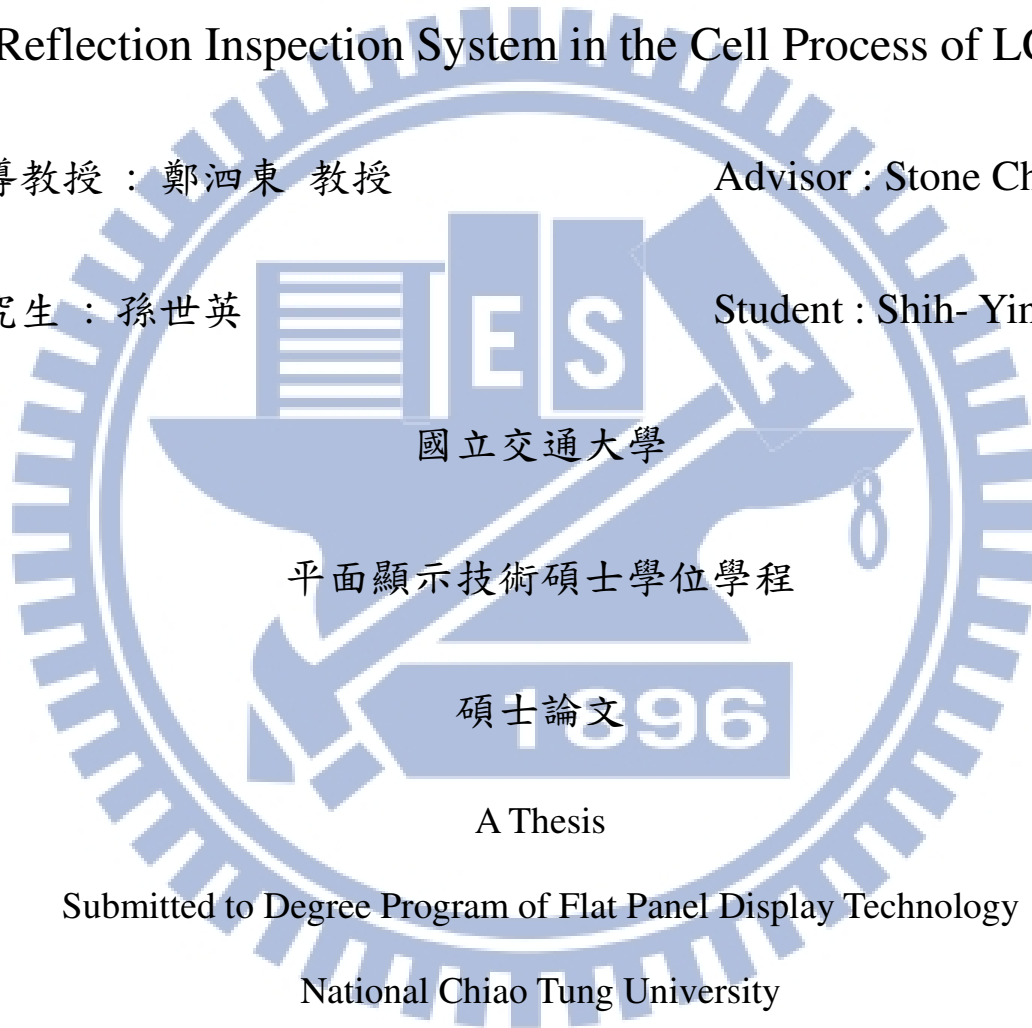 Reflection Inspection System in the Cell Process of
導教授 : 鄭泗東 教授
Advisor : Stone
究生 : 孫世英
Student : Shih-
E S A
國立交通大學
平面顯示技術碩士學位學程
碩士論文
1896
A Thesis
Submitted to Degree Program of Flat Panel Display Technology
National Chiao Tung University